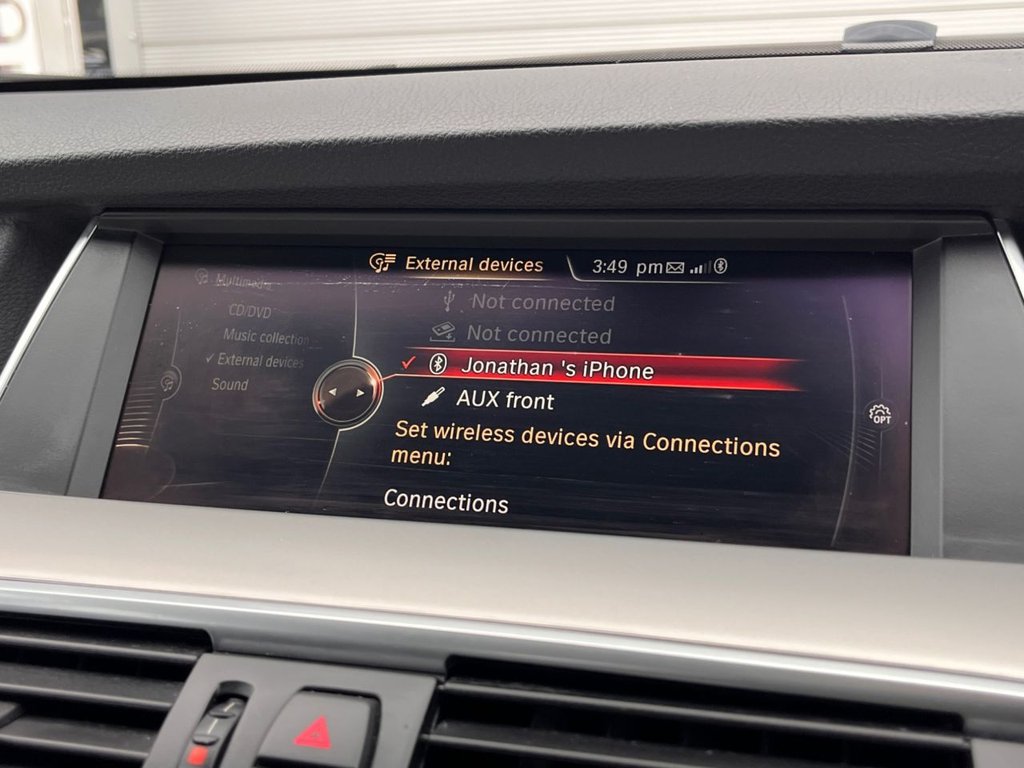 External devices
3:49 pm
Multimedia
CD/DVD
Music collection
External devices
Sound
Not connected
Not connected
Jonathan 's iPhone
AUX front
Set wireless devices via Connections
menu:
Connections
OPT